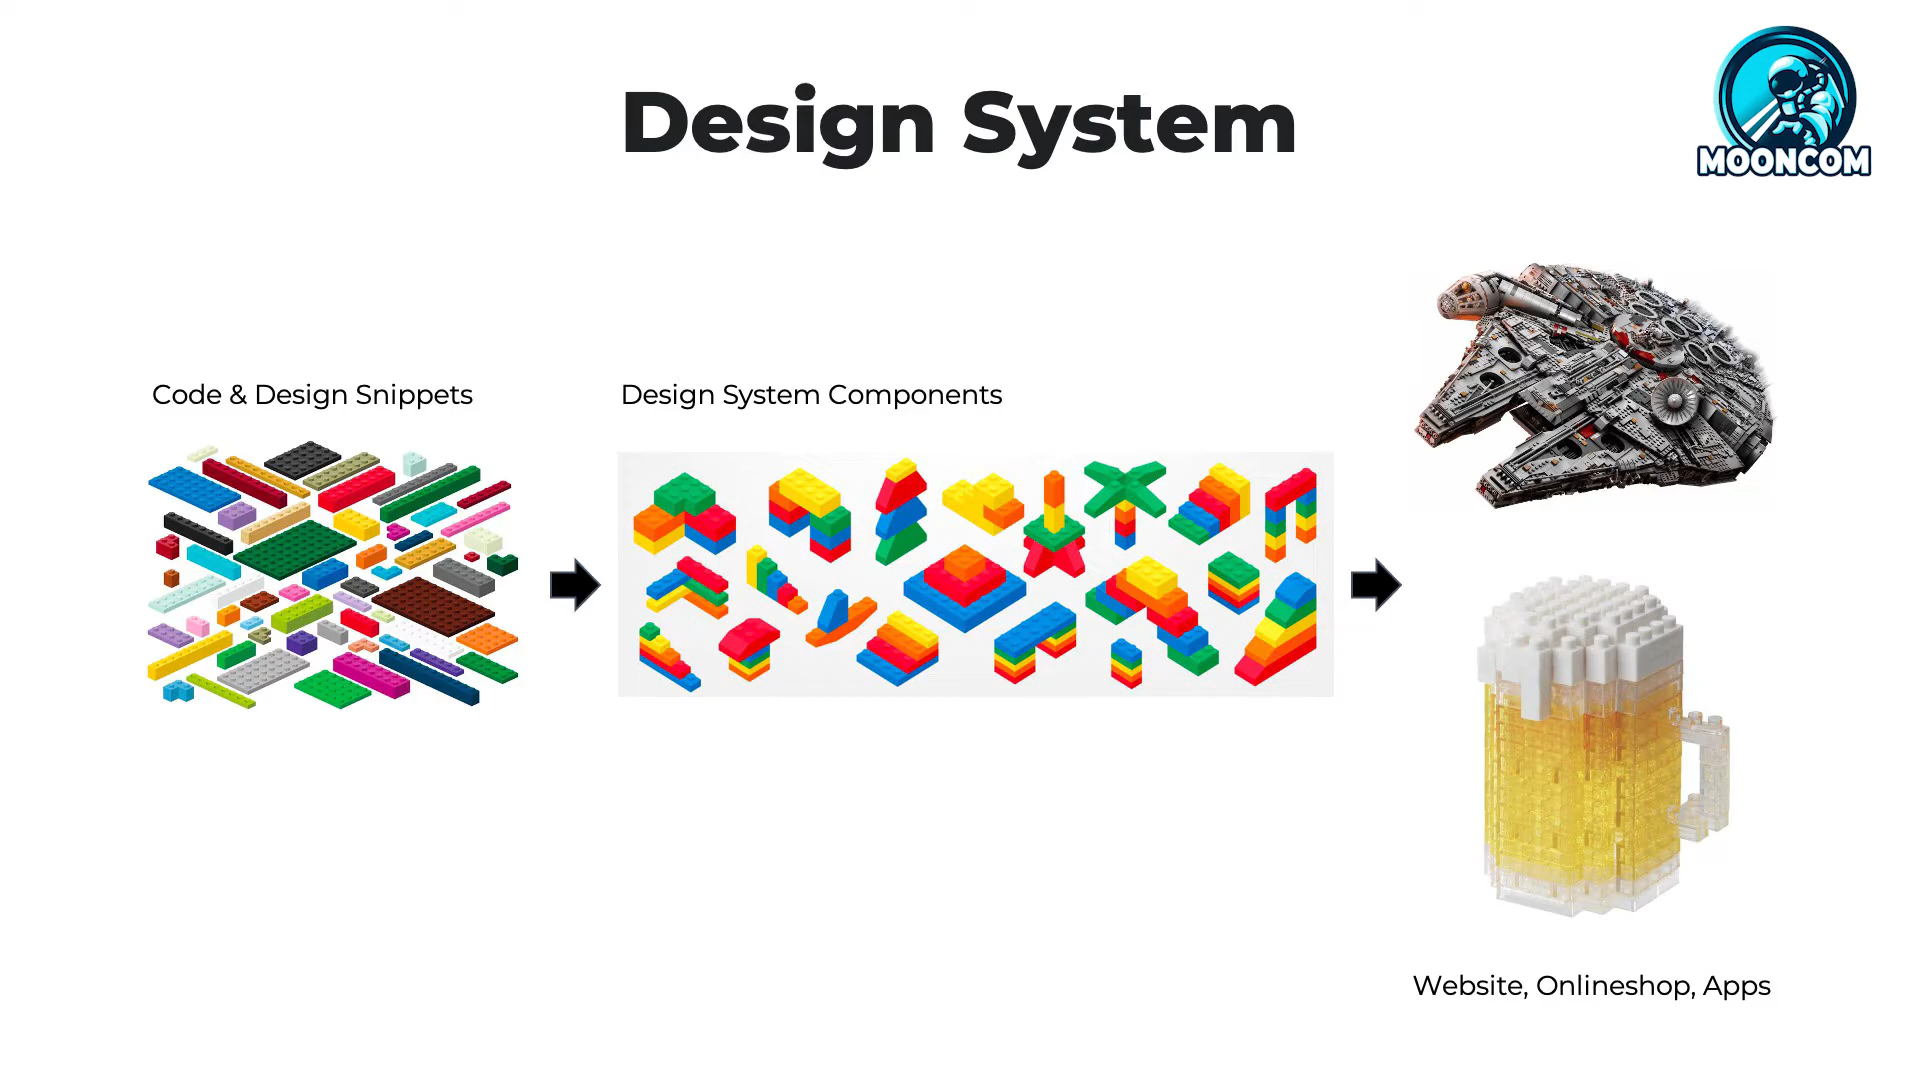 Design System
MOONCOM
Code & Design Snippets
Design System Components
Website, Onlineshop, Apps